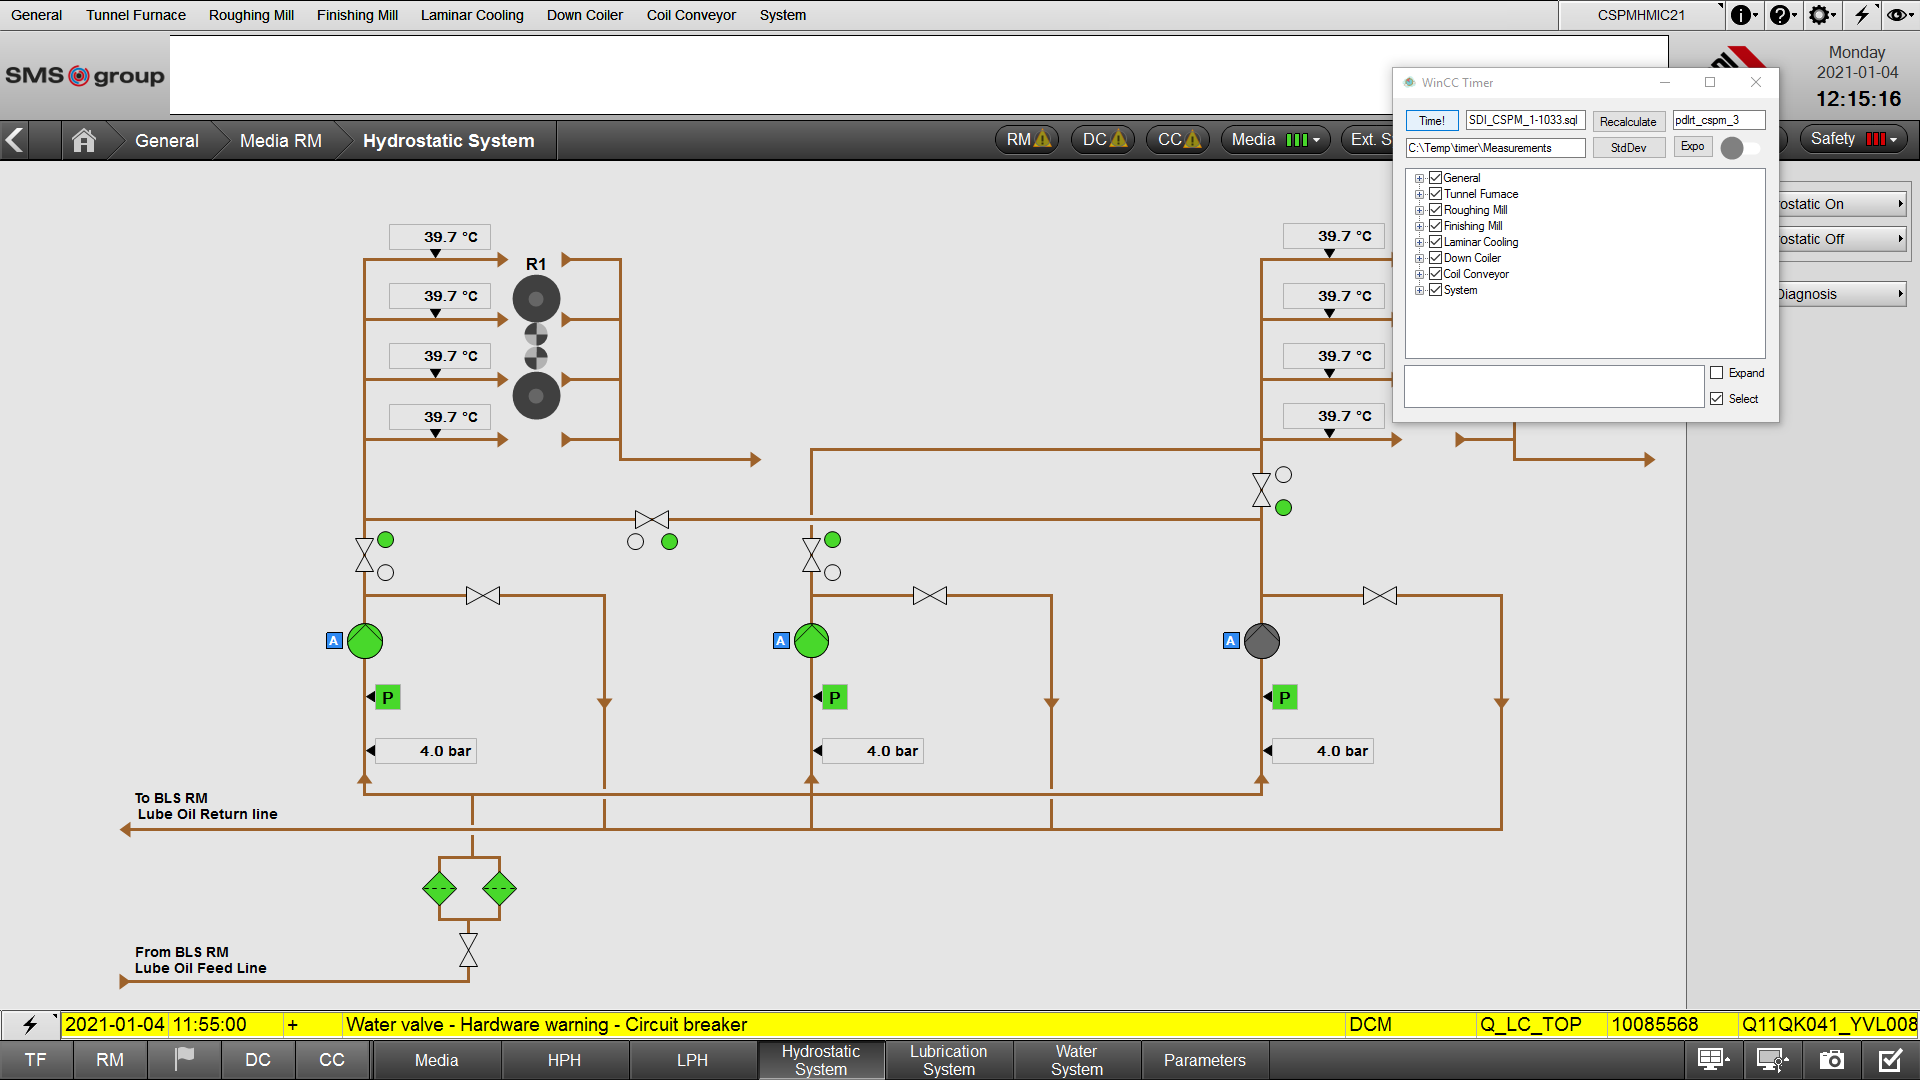 General Tunnel Furnace Roughing Mill Finishing Mill Laminar Cooling Down Coiler Coil Conveyor System CSPMHMIC21
SMS group
Monday
2021-01-04
12:15:16
General Media RM Hydrostatic System RM DC CC Media Ext. S Safety
WinCC Timer
Time! SDI_CSPM_1-1033.sql Recalculate pdlrt_cspm_3
C:\Temp\timer\Measurements StdDev Expo
General
Tunnel Furnace
Roughing Mill
Finishing Mill
Laminar Cooling
Down Coiler
Coil Conveyor
System
Expand
Select
ostatic On
ostatic Off
Diagnosis
39.7 °C
39.7 °C
39.7 °C
39.7 °C
R1
39.7 °C
39.7 °C
39.7 °C
39.7 °C
A A A
P P P
4.0 bar 4.0 bar 4.0 bar
To BLS RM
Lube Oil Return line
From BLS RM
Lube Oil Feed Line
2021-01-04 11:55:00 + Water valve - Hardware warning - Circuit breaker DCM Q_LC_TOP 10085568 Q11QK041_YVL008
TF RM DC CC Media HPH LPH Hydrostatic System Lubrication System Water System Parameters